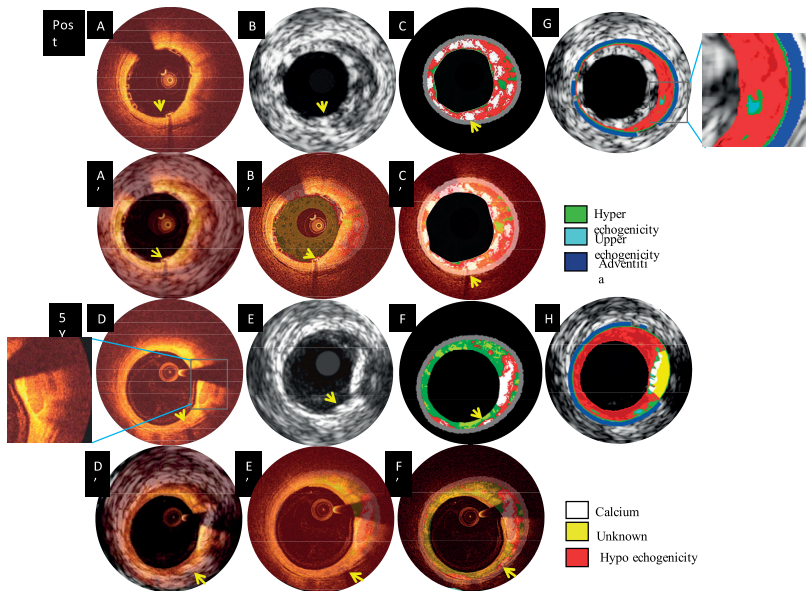 Pos
t
A
B
C
G
A
’
B
’
C
’
Hyper
echogenicity
Upper
echogenicity
Adventiti
a
5
Y
D
E
F
H
D
’
E
’
F
’
Calcium
Unknown
Hypo echogenicity